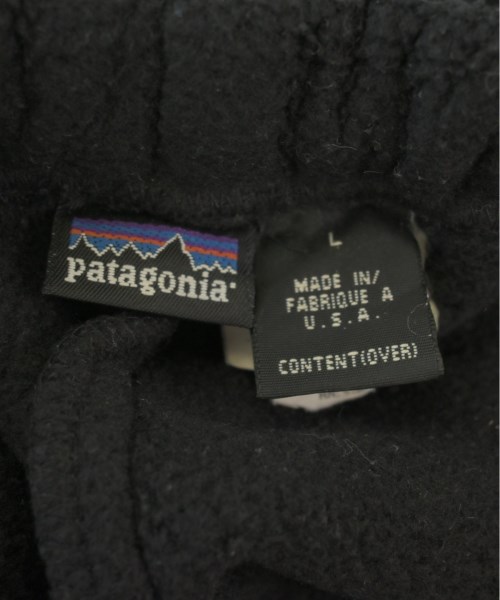 patagonia
L
MADE IN/
FABRIQUE A
U.S.A.
CONTENT(OVER)